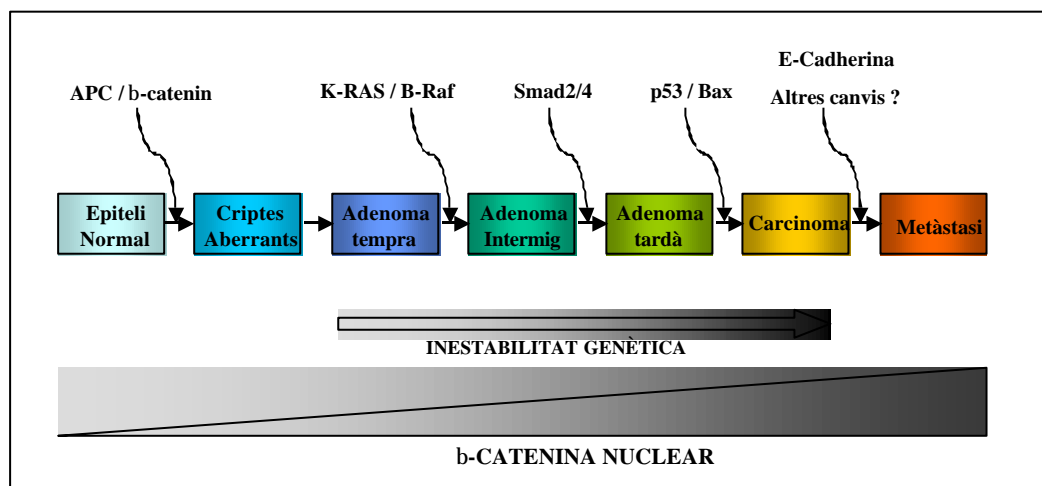 E-Cadherina
APC / b-catenin
K-RAS / B-Raf
Smad2/4
p53 / Bax
Altres canvis ?
Epiteli
Normal
Criptes
Aberrants
Adenoma
tempra
Adenoma
Intermig
Adenoma
tardà
Carcinoma
Metàstasi
INESTABILITAT GENÈTICA
b-CATENINA NUCLEAR